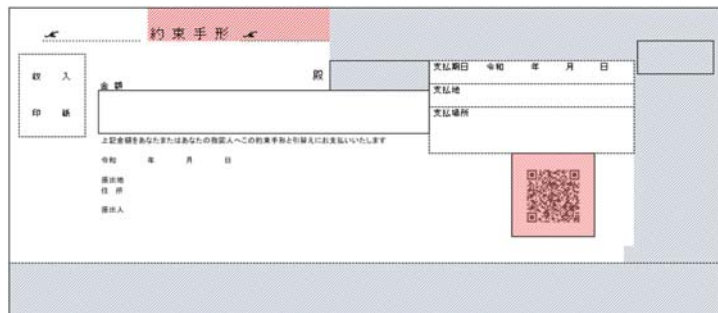 約束手形
収入
印紙
殿
金額
支払期日 令和 年 月 日
支払地
支払場所
上記金額をあなたまたはあなたの指図人へこの約束手形と引替えにお支払いいたします
令和 年 月 日
振出地
住所
振出人